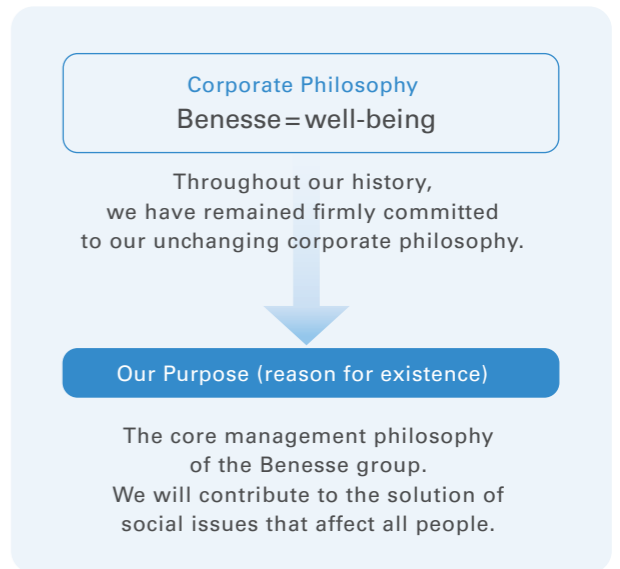 Corporate Philosophy
Benesse=well-being
Throughout our history,
we have remained firmly committed
to our unchanging corporate philosophy.
Our Purpose (reason for existence)
The core management philosophy
of the Benesse group.
We will contribute to the solution of
social issues that affect all people.